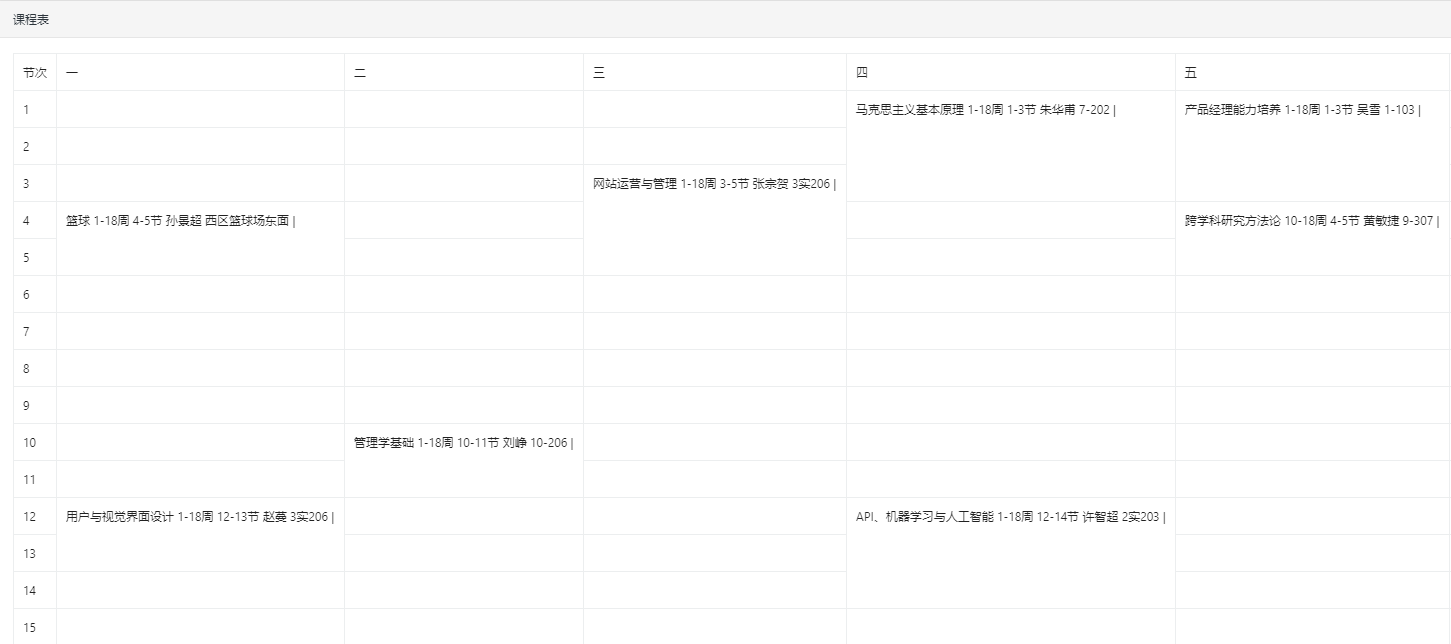 课程表
节次 一 二 三 四 五
1 马克思主义基本原理 1-18周 1-3节 朱华甫 7-202 | 产品经理能力培养 1-18周 1-3节 吴雪 1-103 |
2
3 网站运营与管理 1-18周 3-5节 张宗贺 3实206 |
4 篮球 1-18周 4-5节 孙景超 西区篮球场东面 | 跨学科研究方法论 10-18周 4-5节 黄敏捷 9-307 |
5
6
7
8
9
10 管理学基础 1-18周 10-11节 刘峥 10-206 |
11
12 用户与视觉界面设计 1-18周 12-13节 赵葽 3实206 | API、机器学习与人工智能 1-18周 12-14节 许智超 2实203 |
13
14
15